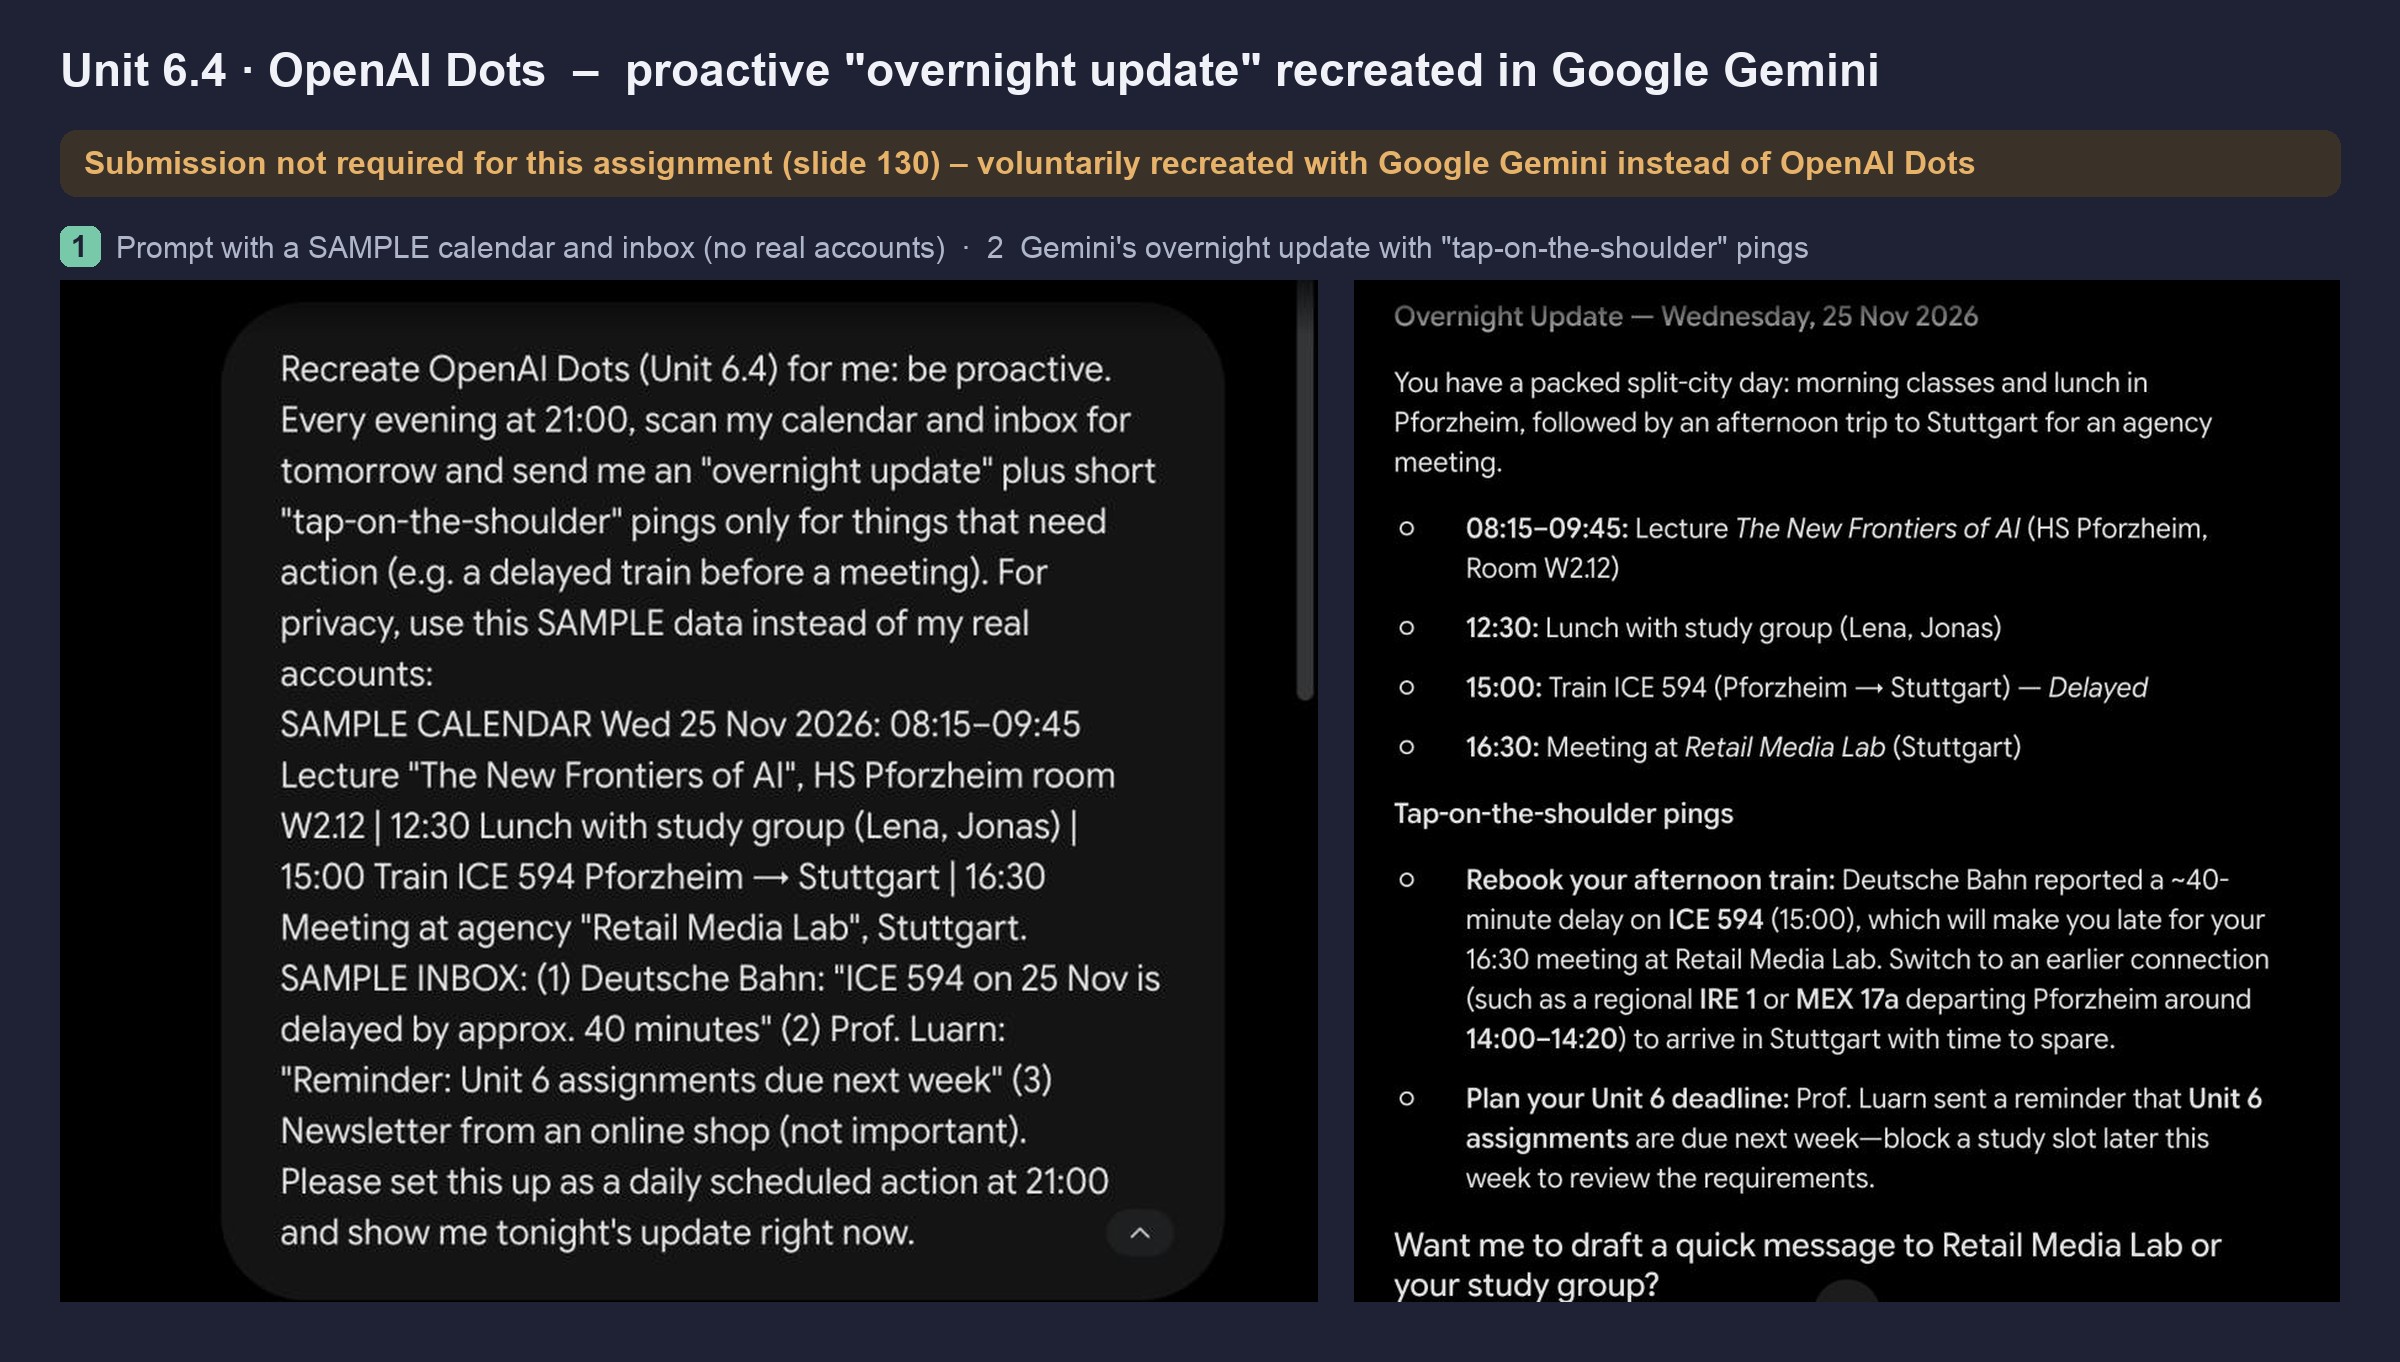 Unit 6.4 · OpenAI Dots – proactive "overnight update" recreated in Google Gemini
Submission not required for this assignment (slide 130) – voluntarily recreated with Google Gemini instead of OpenAI Dots
1 Prompt with a SAMPLE calendar and inbox (no real accounts) · 2 Gemini's overnight update with "tap-on-the-shoulder" pings
Recreate OpenAI Dots (Unit 6.4) for me: be proactive.
Every evening at 21:00, scan my calendar and inbox for
tomorrow and send me an "overnight update" plus short
"tap-on-the-shoulder" pings only for things that need
action (e.g. a delayed train before a meeting). For
privacy, use this SAMPLE data instead of my real
accounts:
SAMPLE CALENDAR Wed 25 Nov 2026: 08:15–09:45
Lecture "The New Frontiers of AI", HS Pforzheim room
W2.12 | 12:30 Lunch with study group (Lena, Jonas) |
15:00 Train ICE 594 Pforzheim → Stuttgart | 16:30
Meeting at agency "Retail Media Lab", Stuttgart.
SAMPLE INBOX: (1) Deutsche Bahn: "ICE 594 on 25 Nov is
delayed by approx. 40 minutes" (2) Prof. Luarn:
"Reminder: Unit 6 assignments due next week" (3)
Newsletter from an online shop (not important).
Please set this up as a daily scheduled action at 21:00
and show me tonight's update right now.
Overnight Update — Wednesday, 25 Nov 2026
You have a packed split-city day: morning classes and lunch in
Pforzheim, followed by an afternoon trip to Stuttgart for an agency
meeting.
08:15–09:45: Lecture The New Frontiers of AI (HS Pforzheim,
Room W2.12)
12:30: Lunch with study group (Lena, Jonas)
15:00: Train ICE 594 (Pforzheim → Stuttgart) — Delayed
16:30: Meeting at Retail Media Lab (Stuttgart)
Tap-on-the-shoulder pings
Rebook your afternoon train: Deutsche Bahn reported a ~40-
minute delay on ICE 594 (15:00), which will make you late for your
16:30 meeting at Retail Media Lab. Switch to an earlier connection
(such as a regional IRE 1 or MEX 17a departing Pforzheim around
14:00–14:20) to arrive in Stuttgart with time to spare.
Plan your Unit 6 deadline: Prof. Luarn sent a reminder that Unit 6
assignments are due next week—block a study slot later this
week to review the requirements.
Want me to draft a quick message to Retail Media Lab or
your study group?